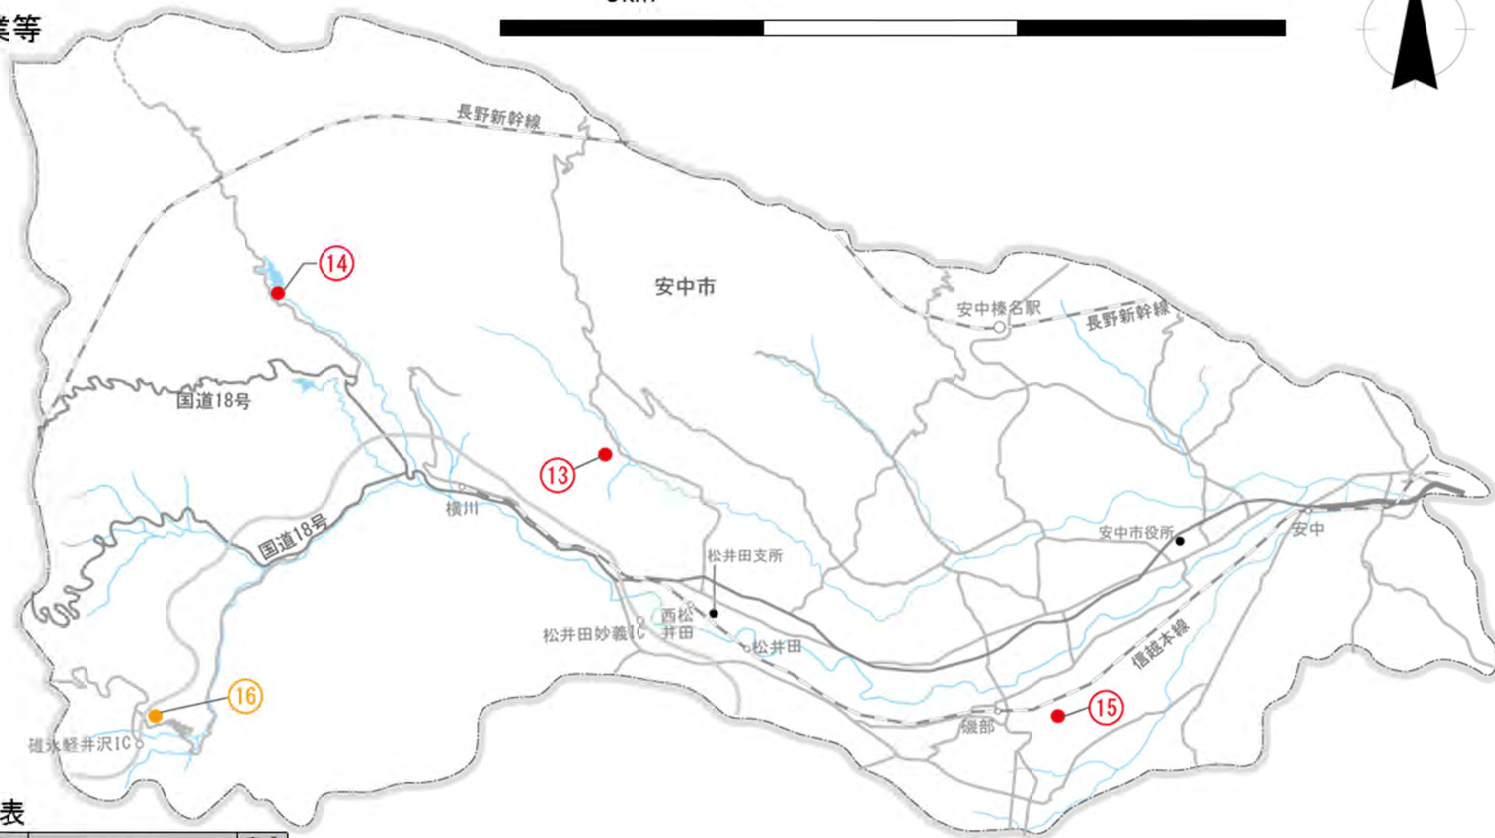 業等
長野新幹線
14
安中市
安中榛名駅
長野新幹線
国道18号
13
横川
国道18号
安中市役所
安中
松井田支所
西松
井田
松井田妙義IC
松井田
信越本線
16
15
磯部
碓氷軽井沢IC
表